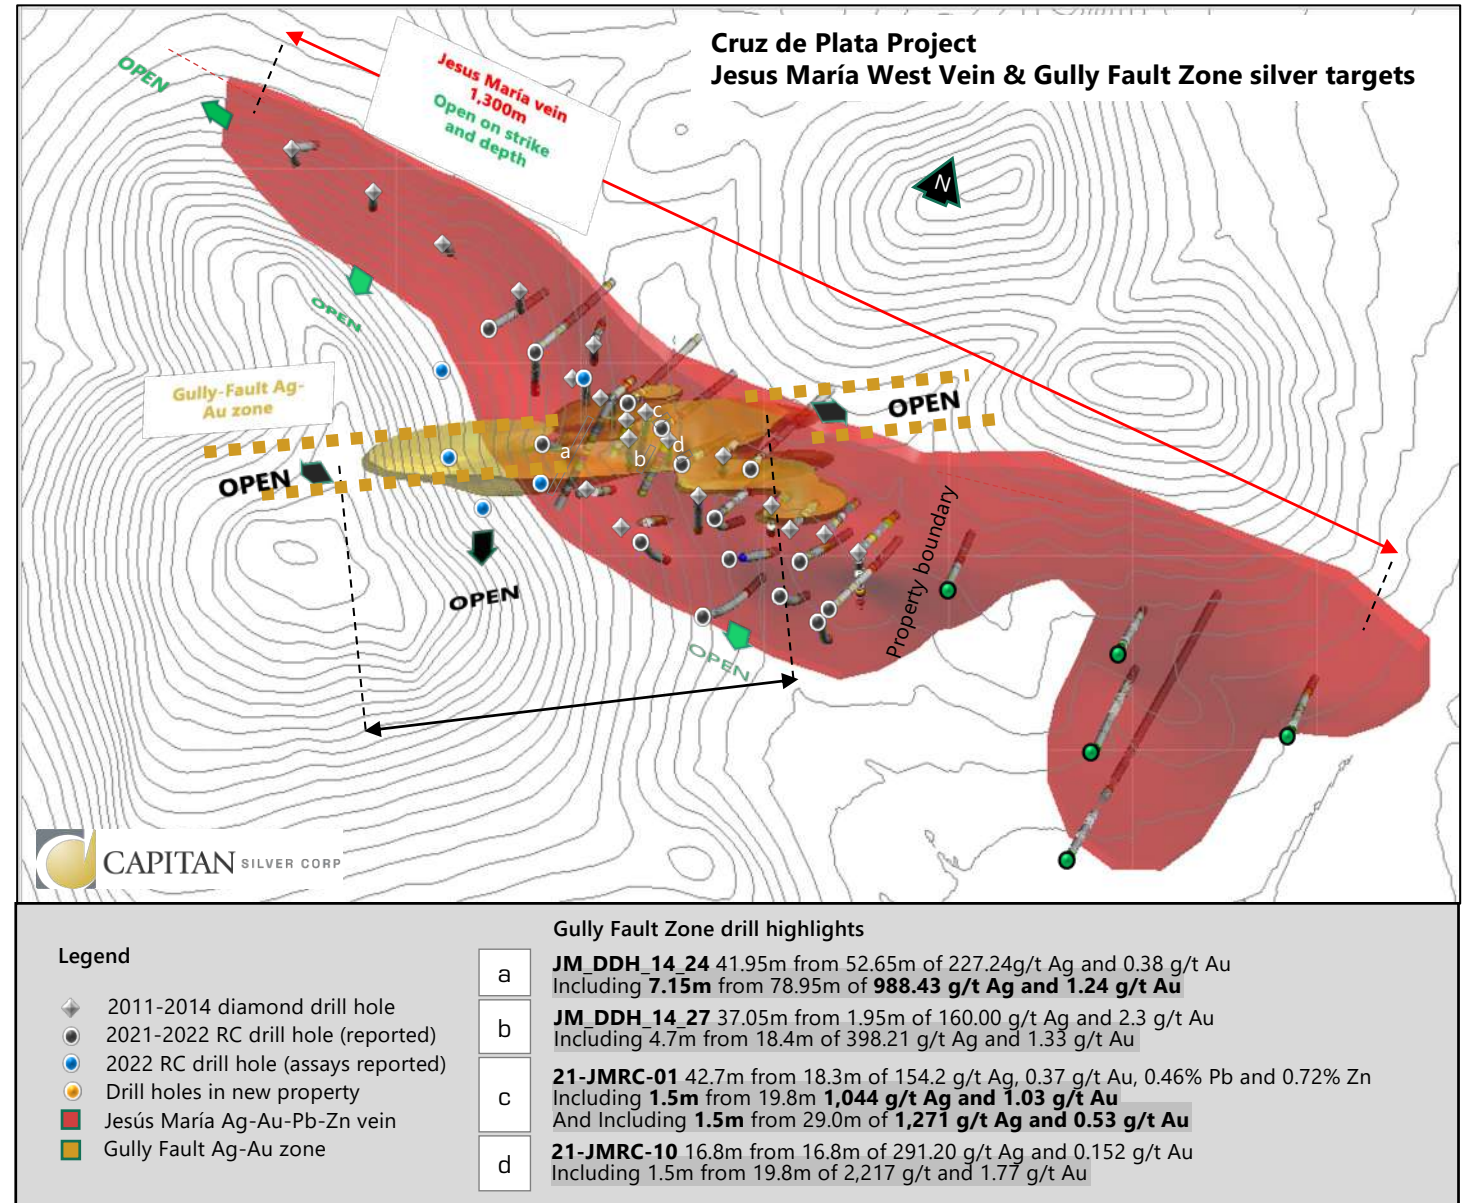 Cruz de Plata Project
Jesus María West Vein & Gully Fault Zone silver targets
OPEN
Jesus María vein
1,300m
Open on strike
and depth
N
OPEN
Gully-Fault Ag-
Au zone
OPEN
OPEN
c
a
b
d
OPEN
OPEN
Property boundary
CAPITAN SILVER CORP
Legend
2011-2014 diamond drill hole
2021-2022 RC drill hole (reported)
2022 RC drill hole (assays reported)
Drill holes in new property
Jesús María Ag-Au-Pb-Zn vein
Gully Fault Ag-Au zone
Gully Fault Zone drill highlights
a
JM_DDH_14_24 41.95m from 52.65m of 227.24g/t Ag and 0.38 g/t Au
Including 7.15m from 78.95m of 988.43 g/t Ag and 1.24 g/t Au
b
JM_DDH_14_27 37.05m from 1.95m of 160.00 g/t Ag and 2.3 g/t Au
Including 4.7m from 18.4m of 398.21 g/t Ag and 1.33 g/t Au
c
21-JMRC-01 42.7m from 18.3m of 154.2 g/t Ag, 0.37 g/t Au, 0.46% Pb and 0.72% Zn
Including 1.5m from 19.8m 1,044 g/t Ag and 1.03 g/t Au
And Including 1.5m from 29.0m of 1,271 g/t Ag and 0.53 g/t Au
d
21-JMRC-10 16.8m from 16.8m of 291.20 g/t Ag and 0.152 g/t Au
Including 1.5m from 19.8m of 2,217 g/t and 1.77 g/t Au